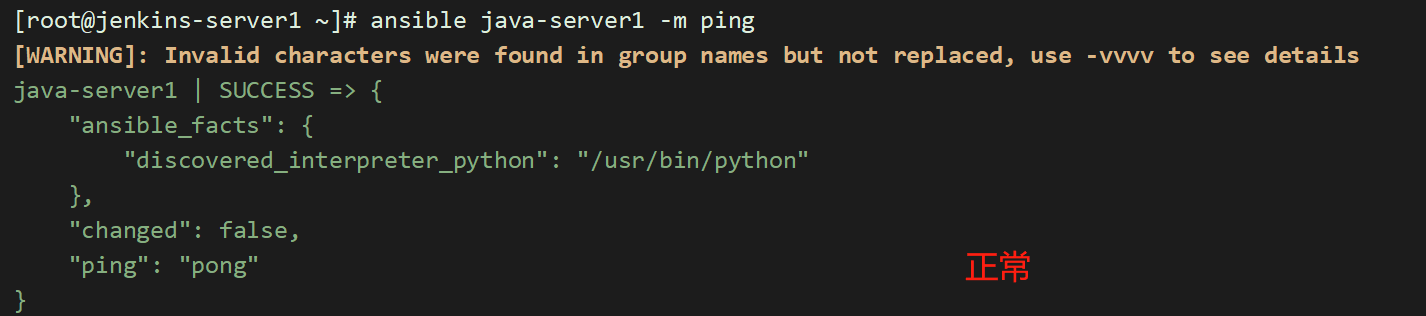 [root@jenkins-server1 ~]# ansible java-server1 -m ping
[WARNING]: Invalid characters were found in group names but not replaced, use -vvvv to see details
java-server1 | SUCCESS => {
    "ansible_facts": {
        "discovered_interpreter_python": "/usr/bin/python"
    },
    "changed": false,
    "ping": "pong"
正常
}